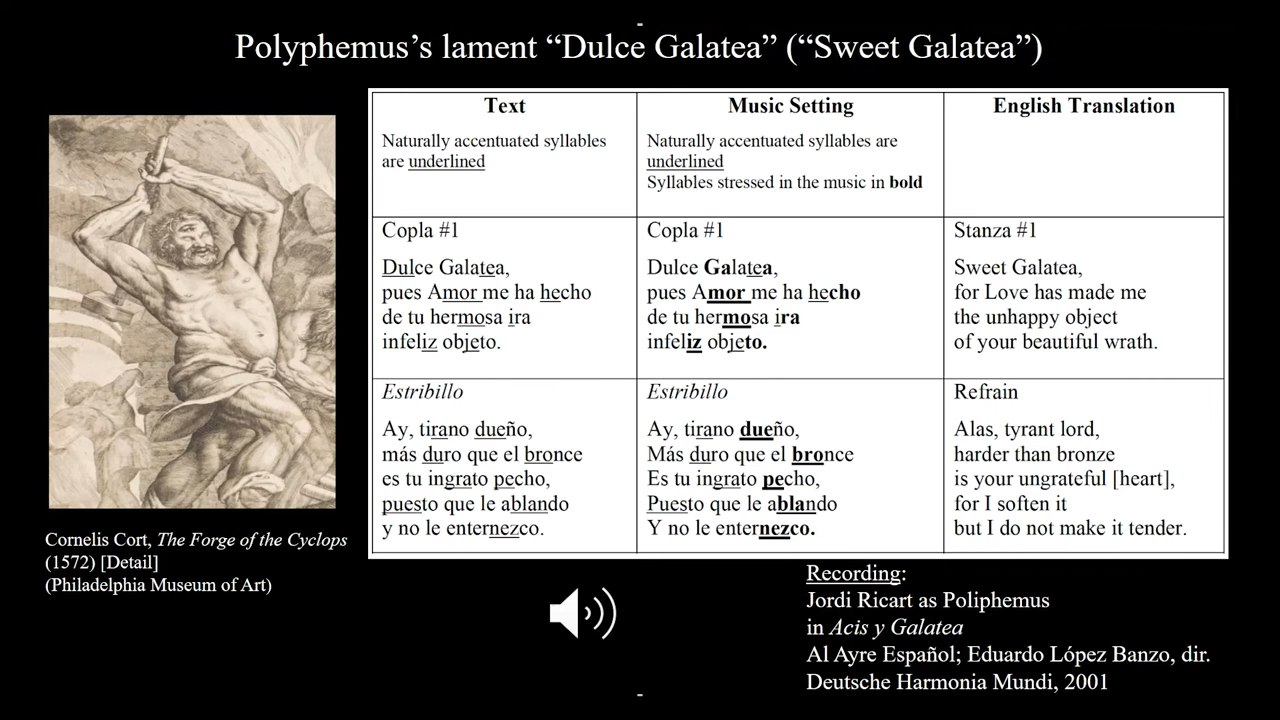 Polyphemus’s lament “Dulce Galatea” (“Sweet Galatea”)
Text
Naturally accentuated syllables
are underlined
Music Setting
Naturally accentuated syllables are
underlined
Syllables stressed in the music in bold
English Translation
Copla #1
Dulce Galatea,
pues Amor me ha hecho
de tu hermosa ira
infeliz objeto.
Copla #1
Dulce Galatea,
pues Amor me ha hecho
de tu hermosa ira
infeliz objeto.
Stanza #1
Sweet Galatea,
for Love has made me
the unhappy object
of your beautiful wrath.
Estribillo
Ay, tirano dueño,
más duro que el bronce
es tu ingrato pecho,
puesto que le ablando
y no le enternezco.
Estribillo
Ay, tirano dueño,
Más duro que el bronce
Es tu ingrato pecho,
Puesto que le ablando
Y no le enternezco.
Refrain
Alas, tyrant lord,
harder than bronze
is your ungrateful [heart],
for I soften it
but I do not make it tender.
Cornelis Cort, The Forge of the Cyclops
(1572) [Detail]
(Philadelphia Museum of Art)
Recording:
Jordi Ricart as Poliphemus
in Acis y Galatea
Al Ayre Español; Eduardo López Banzo, dir.
Deutsche Harmonia Mundi, 2001